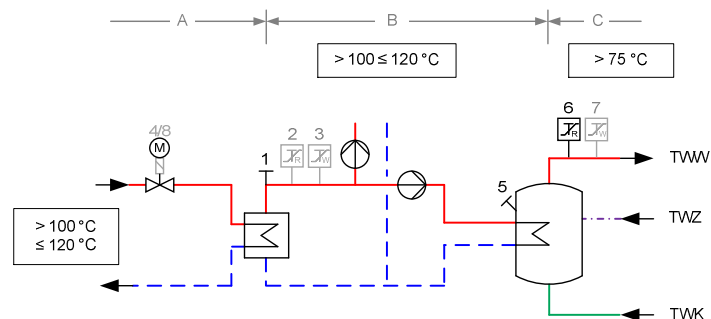 A
B
C
> 100 ≤ 120 °C
> 75 °C
4/8
M
2
3
6
7
R
W
R
W
1
TWW
5
> 100 °C
≤ 120 °C
TWZ
TWK